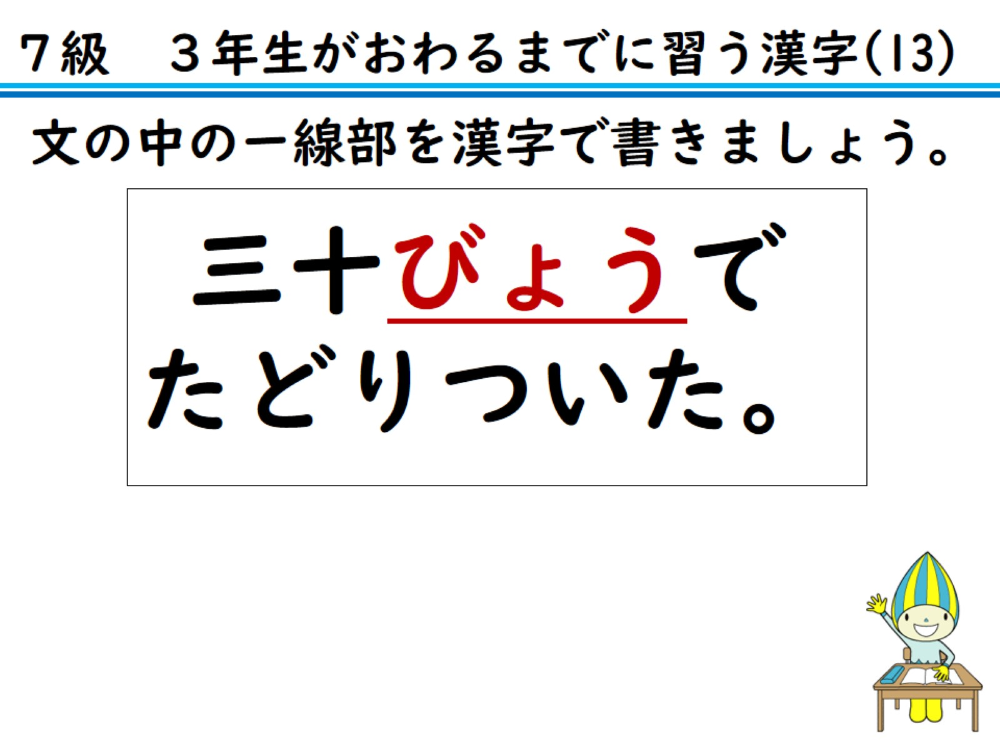 ７級　３年生がおわるまでに習う漢字(13)
文の中の一線部を漢字で書きましょう。
三十びょうで
たどりついた。